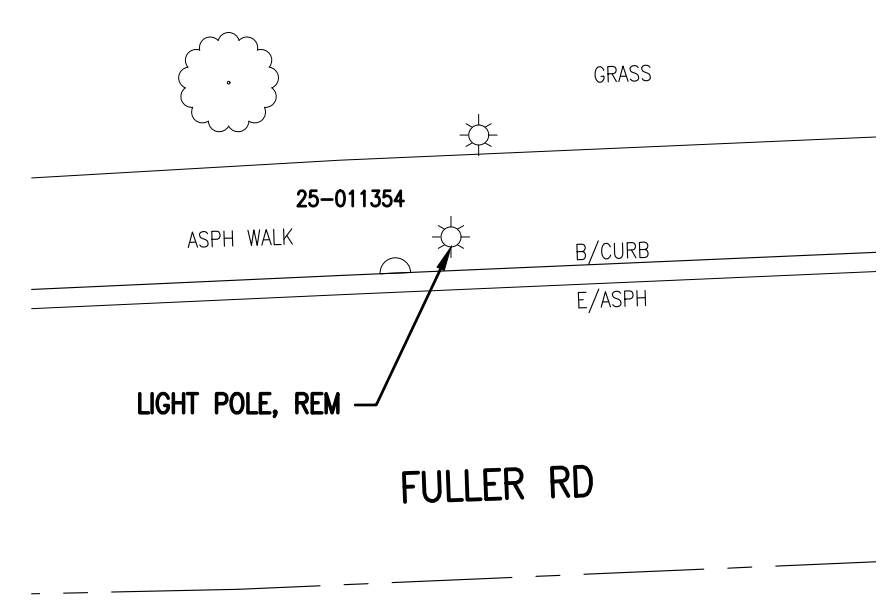 GRASS
25-011354
ASPH WALK
B/CURB
E/ASPH
LIGHT POLE, REM
FULLER RD